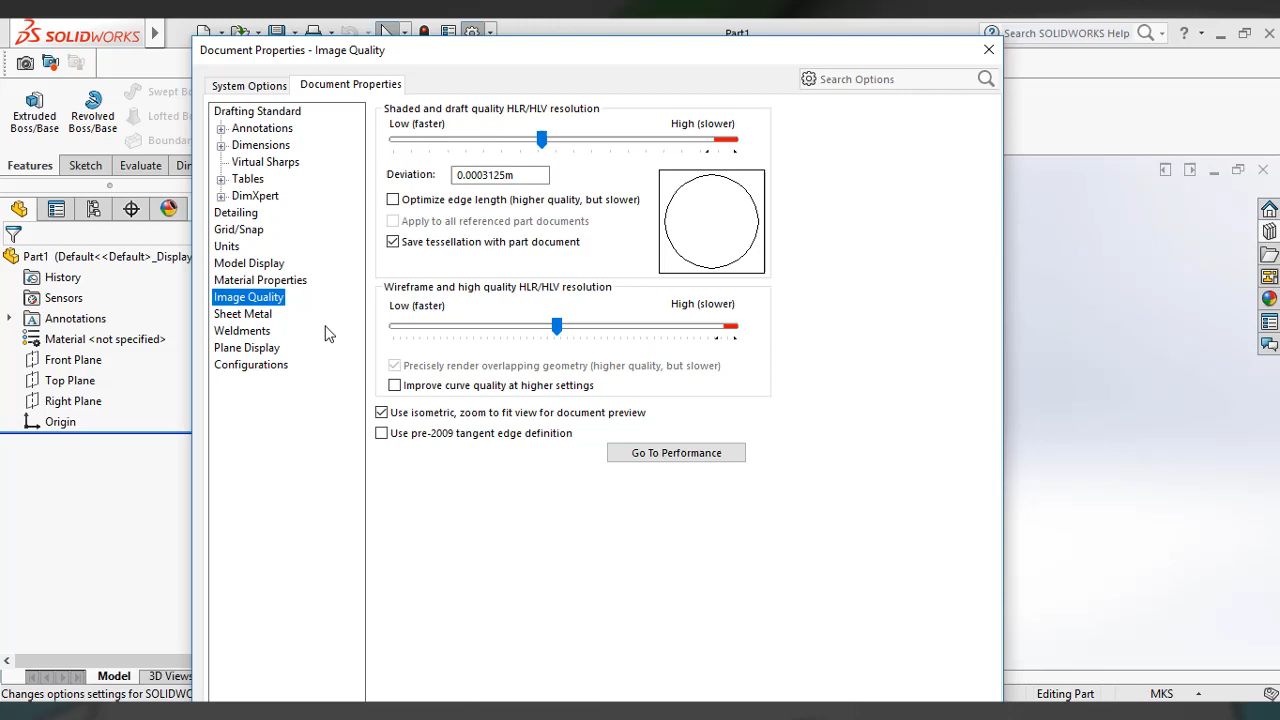 SOLIDWORKS
Part1
Search SOLIDWORKS Help
?
Document Properties - Image Quality
System Options
Document Properties
Search Options
Extruded
Boss/Base
Revolved
Boss/Base
Swept Bo
Lofted Bo
Boundar
Features
Sketch
Evaluate
Din
Part1 (Default<<Default>_Display
History
Sensors
Annotations
Material <not specified>
Front Plane
Top Plane
Right Plane
Origin
Drafting Standard
Annotations
Dimensions
Virtual Sharps
Tables
DimXpert
Detailing
Grid/Snap
Units
Model Display
Material Properties
Image Quality
Sheet Metal
Weldments
Plane Display
Configurations
Shaded and draft quality HLR/HLV resolution
Low (faster)
High (slower)
Deviation:
0.0003125m
Optimize edge length (higher quality, but slower)
Apply to all referenced part documents
Save tessellation with part document
Wireframe and high quality HLR/HLV resolution
Low (faster)
High (slower)
Precisely render overlapping geometry (higher quality, but slower)
Improve curve quality at higher settings
Use isometric, zoom to fit view for document preview
Use pre-2009 tangent edge definition
Go To Performance
Model
3D Views
Changes options settings for SOLIDWO
Editing Part
MKS